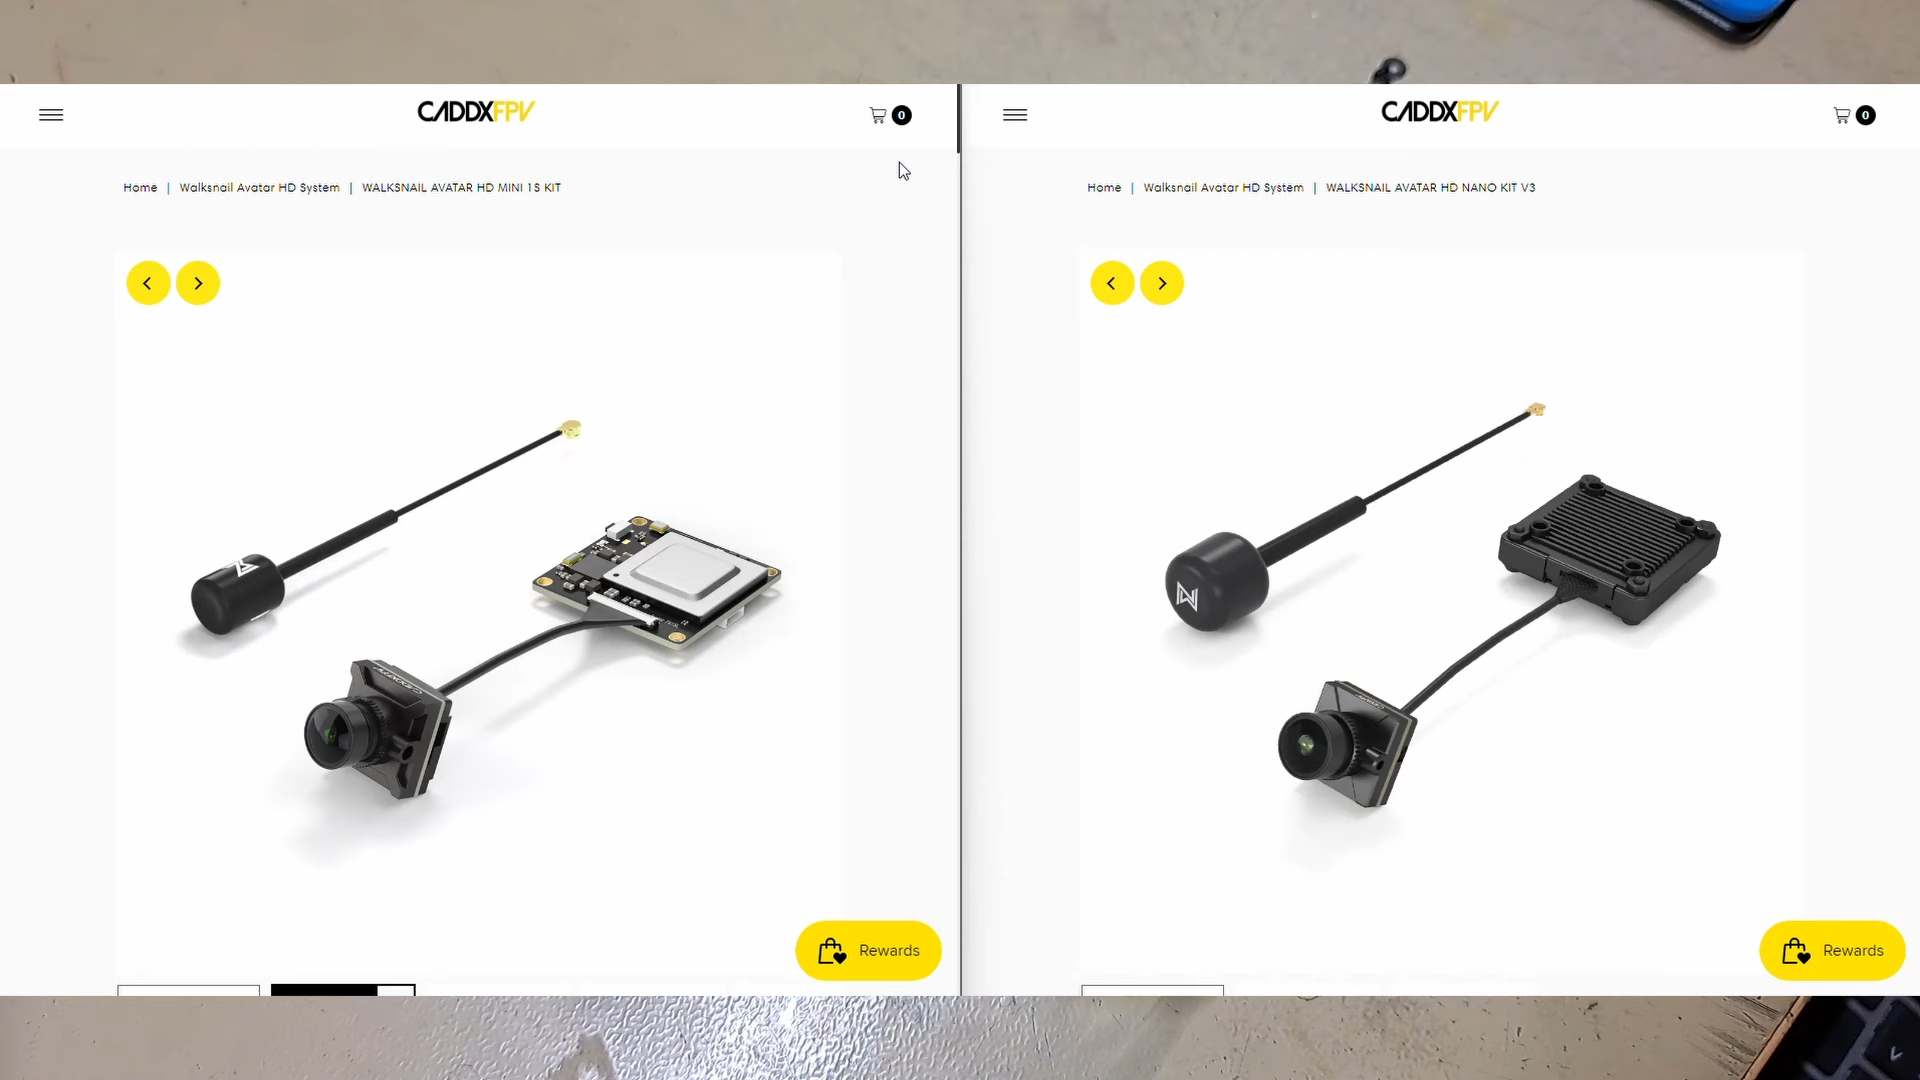 CADDXFPV
0
Home | Walksnail Avatar HD System | WALKSNAIL AVATAR HD MINI 1S KIT
Rewards
CADDXFPV
0
Home | Walksnail Avatar HD System | WALKSNAIL AVATAR HD NANO KIT V3
Rewards